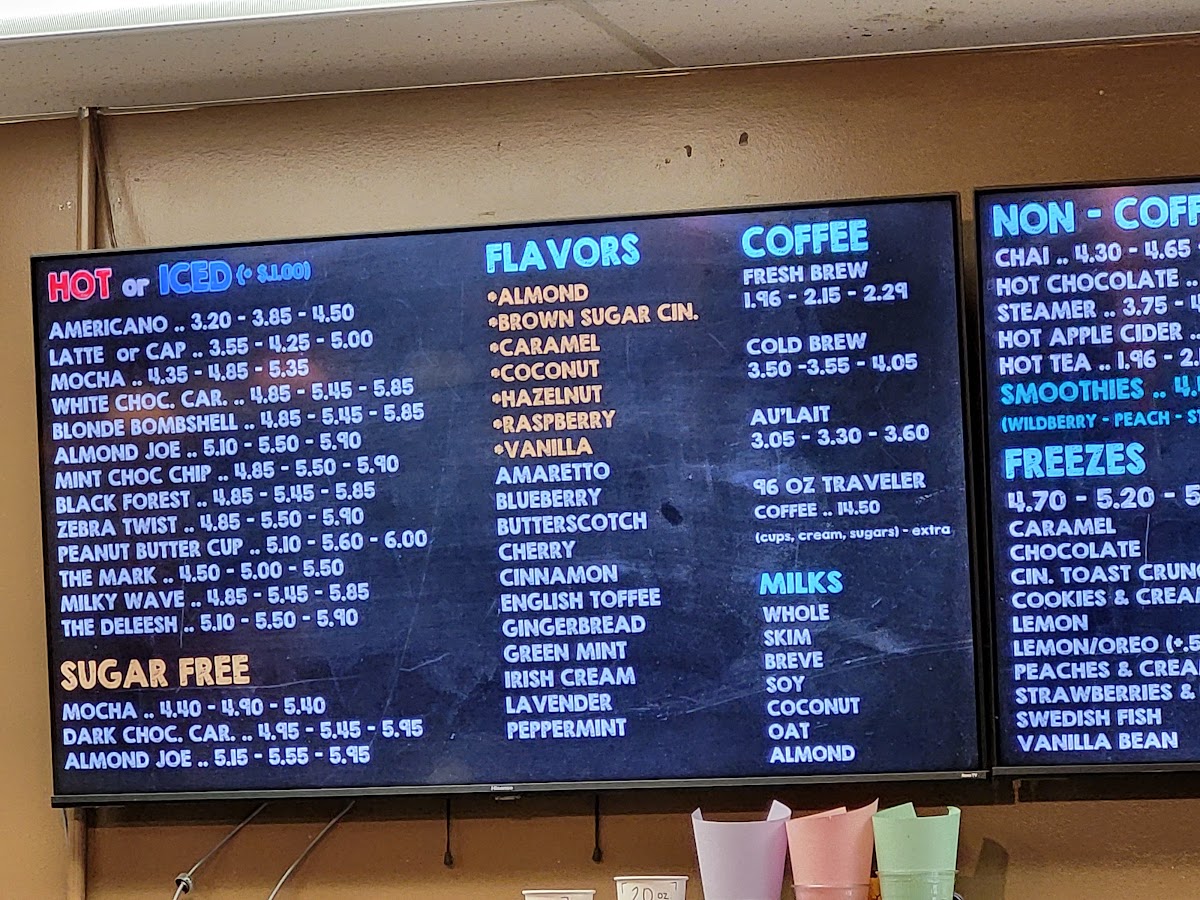 HOT or ICED (+ $1.00)
AMERICANO .. 3.20 - 3.85 - 4.50
LATTE or CAP .. 3.55 - 4.25 - 5.00
MOCHA .. 4.35 - 4.85 - 5.35
WHITE CHOC. CAR. .. 4.85 - 5.45 - 5.85
BLONDE BOMBSHELL .. 4.85 - 5.45 - 5.85
ALMOND JOE .. 5.10 - 5.50 - 5.90
MINT CHOC CHIP .. 4.85 - 5.50 - 5.90
BLACK FOREST .. 4.85 - 5.45 - 5.85
ZEBRA TWIST .. 4.85 - 5.50 - 5.90
PEANUT BUTTER CUP .. 5.10 - 5.60 - 6.00
THE MARK .. 4.50 - 5.00 - 5.50
MILKY WAVE .. 4.85 - 5.45 - 5.85
THE DELEESH .. 5.10 - 5.50 - 5.90
SUGAR FREE
MOCHA .. 4.40 - 4.90 - 5.40
DARK CHOC. CAR. .. 4.95 - 5.45 - 5.95
ALMOND JOE .. 5.15 - 5.55 - 5.95
FLAVORS
*ALMOND
*BROWN SUGAR CIN.
*CARAMEL
*COCONUT
*HAZELNUT
*RASPBERRY
*VANILLA
AMARETTO
BLUEBERRY
BUTTERSCOTCH
CHERRY
CINNAMON
ENGLISH TOFFEE
GINGERBREAD
GREEN MINT
IRISH CREAM
LAVENDER
PEPPERMINT
COFFEE
FRESH BREW
1.96 - 2.15 - 2.29
COLD BREW
3.50 -3.55 - 4.05
AU'LAIT
3.05 - 3.30 - 3.60
96 OZ TRAVELER
COFFEE .. 14.50
(cups, cream, sugars) - extra
MILKS
WHOLE
SKIM
BREVE
SOY
COCONUT
OAT
ALMOND
Hisense
Roku TV
NON - COFF
CHAI .. 4.30 - 4.65
HOT CHOCOLATE ..
STEAMER .. 3.75 -
HOT APPLE CIDER ..
HOT TEA .. 1.96 - 2.
SMOOTHIES .. 4.
(WILDBERRY - PEACH - S
FREEZES
4.70 - 5.20 - 5
CARAMEL
CHOCOLATE
CIN. TOAST CRUNC
COOKIES & CREA
LEMON
LEMON/OREO (+.5
PEACHES & CREA
STRAWBERRIES &
SWEDISH FISH
VANILLA BEAN
20 oz